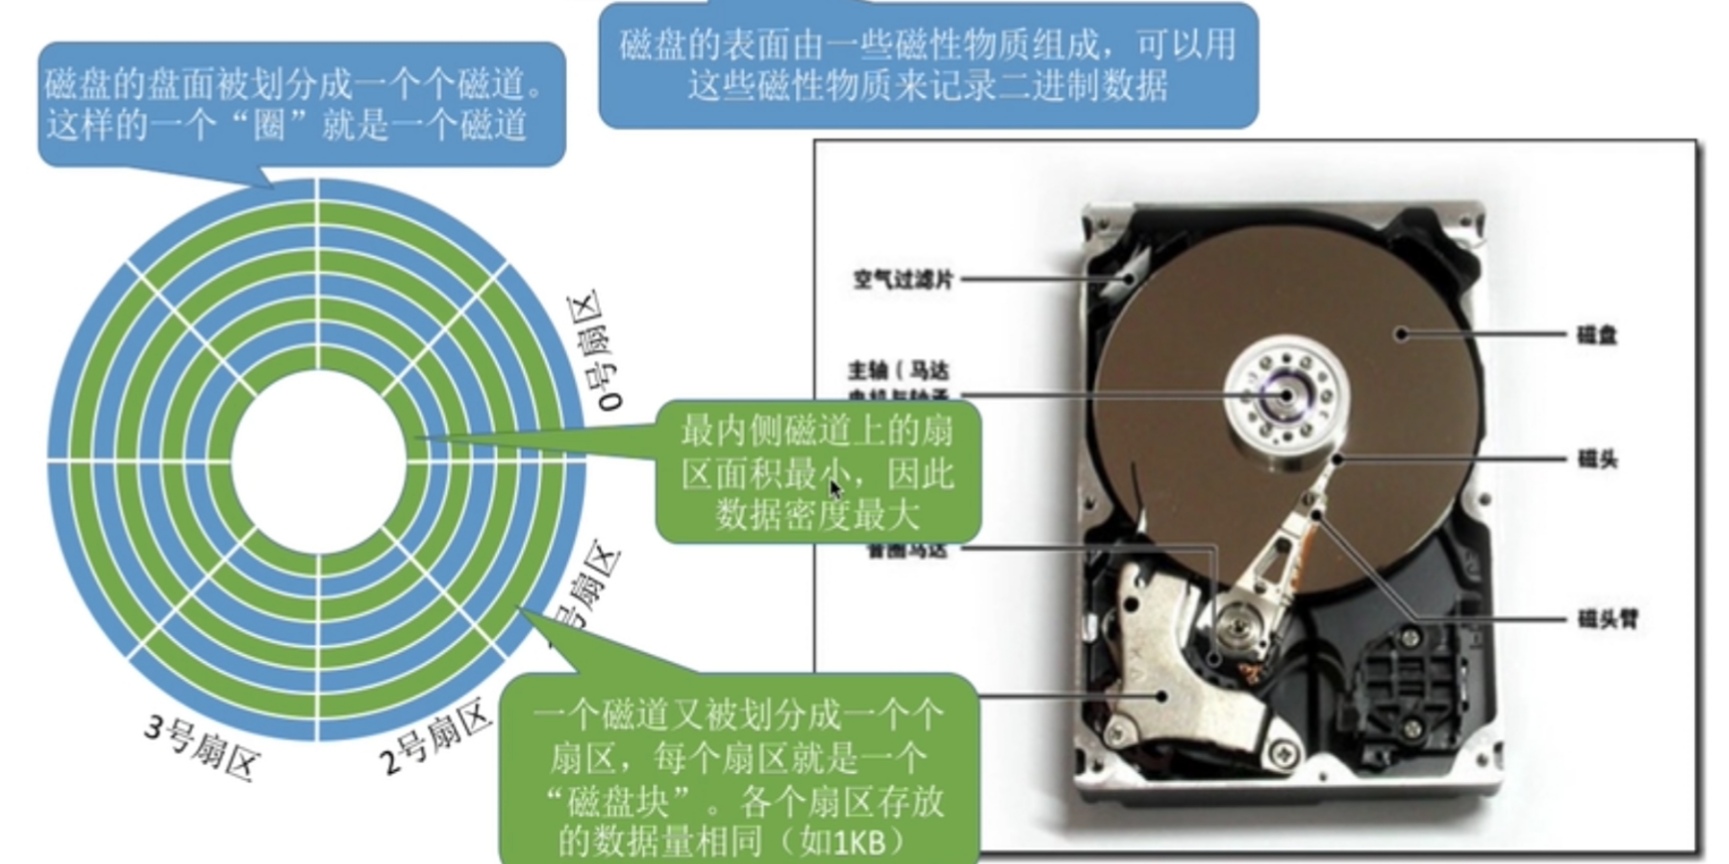 磁盘的表面由一些磁性物质组成，可以用
这些磁性物质来记录二进制数据
磁盘的盘面被划分成一个个磁道。
这样的一个“圈”就是一个磁道
0号扇区
号扇区
2号扇区
3号扇区
最内侧磁道上的扇
区面积最小，因此
数据密度最大
一个磁道又被划分成一个个
扇区，每个扇区就是一个
“磁盘块”。各个扇区存放
的数据量相同（如1KB）
空气过滤片
主轴（马达
音圈马达
磁盘
磁头
磁头臂